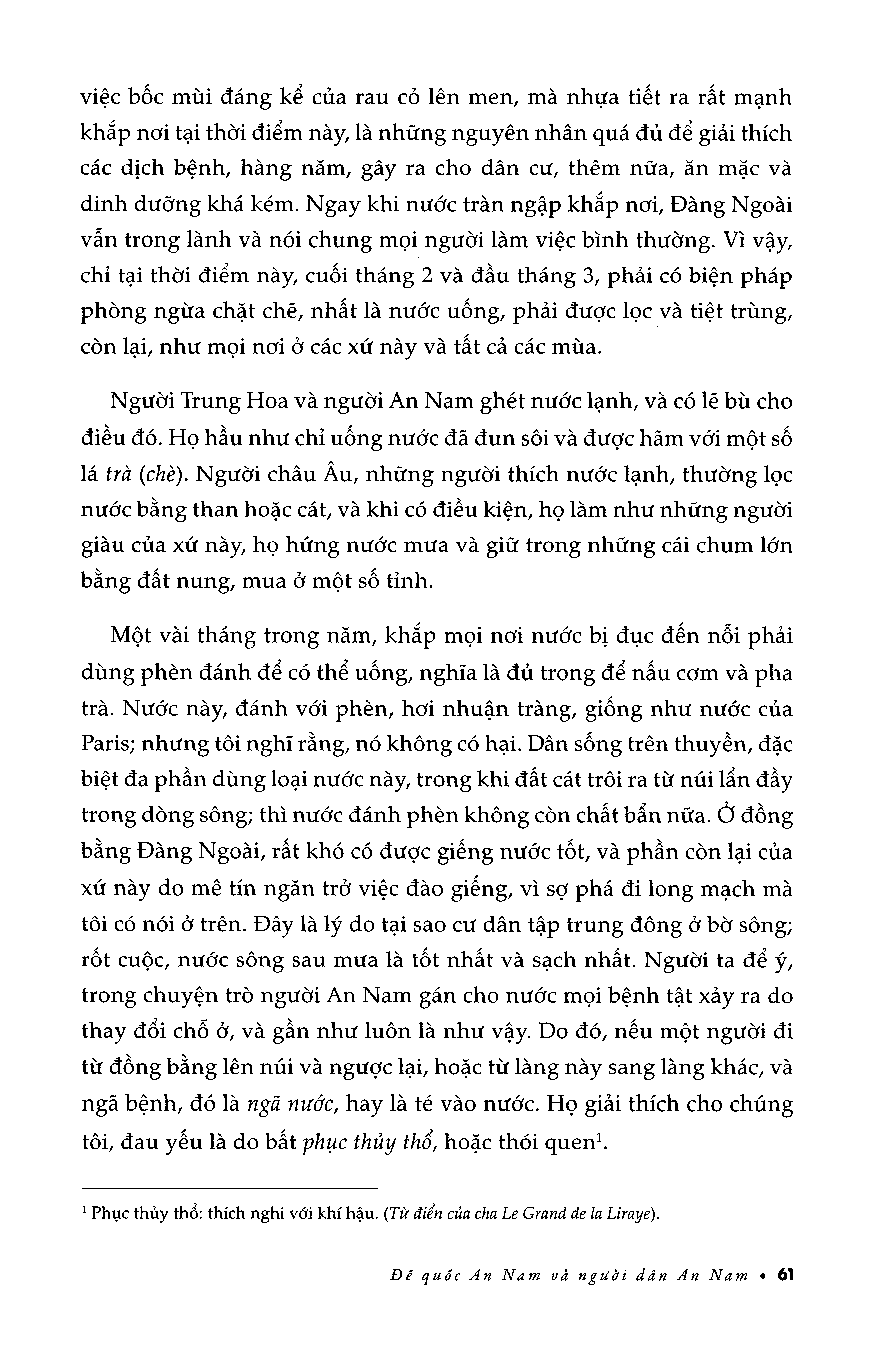 việc bốc mùi đáng kể của rau cỏ lên men, mà nhựa tiết ra rất mạnh
khắp nơi tại thời điểm này, là những nguyên nhân quá đủ để giải thích
các dịch bệnh, hàng năm, gây ra cho dân cư, thêm nữa, ăn mặc và
dinh dưỡng khá kém. Ngay khi nước tràn ngập khắp nơi, Đàng Ngoài
vẫn trong lành và nói chung mọi người làm việc bình thường. Vì vậy,
chỉ tại thời điểm này, cuối tháng 2 và đầu tháng 3, phải có biện pháp
phòng ngừa chặt chẽ, nhất là nước uống, phải được lọc và tiệt trùng,
còn lại, như mọi nơi ở các xứ này và tất cả các mùa.
Người Trung Hoa và người An Nam ghét nước lạnh, và có lẽ bù cho
điều đó. Họ hầu như chỉ uống nước đã đun sôi và được hãm với một số
lá trà (chè). Người châu Âu, những người thích nước lạnh, thường lọc
nước bằng than hoặc cát, và khi có điều kiện, họ làm như những người
giàu của xứ này, họ hứng nước mưa và giữ trong những cái chum lớn
bằng đất nung, mua ở một số tỉnh.
Một vài tháng trong năm, khắp mọi nơi nước bị đục đến nỗi phải
dùng phèn đánh để có thể uống, nghĩa là đủ trong để nấu cơm và pha
trà. Nước này, đánh với phèn, hơi nhuận tràng, giống như nước của
Paris; nhưng tôi nghĩ rằng, nó không có hại. Dân sống trên thuyền, đặc
biệt đa phần dùng loại nước này, trong khi đất cát trôi ra từ núi lẩn đầy
trong dòng sông; thì nước đánh phèn không còn chất bẩn nữa. Ở đồng
bằng Đàng Ngoài, rất khó có được giếng nước tốt, và phần còn lại của
xứ này do mê tín ngăn trở việc đào giếng, vì sợ phá đi long mạch mà
tôi có nói ở trên. Đây là lý do tại sao cư dân tập trung đông ở bờ sông;
rốt cuộc, nước sông sau mưa là tốt nhất và sạch nhất. Người ta để ý,
trong chuyện trò người An Nam gán cho nước mọi bệnh tật xảy ra do
thay đổi chỗ ở, và gần như luôn là như vậy. Do đó, nếu một người đi
từ đồng bằng lên núi và ngược lại, hoặc từ làng này sang làng khác, và
ngã bệnh, đó là ngã nước, hay là té vào nước. Họ giải thích cho chúng
tôi, đau yếu là do bất phục thủy thổ, hoặc thói quen¹.
¹ Phục thủy thổ: thích nghi với khí hậu. (Từ điển của cha Le Grand de la Liraye).
Đế quốc An Nam và người dân An Nam • 61